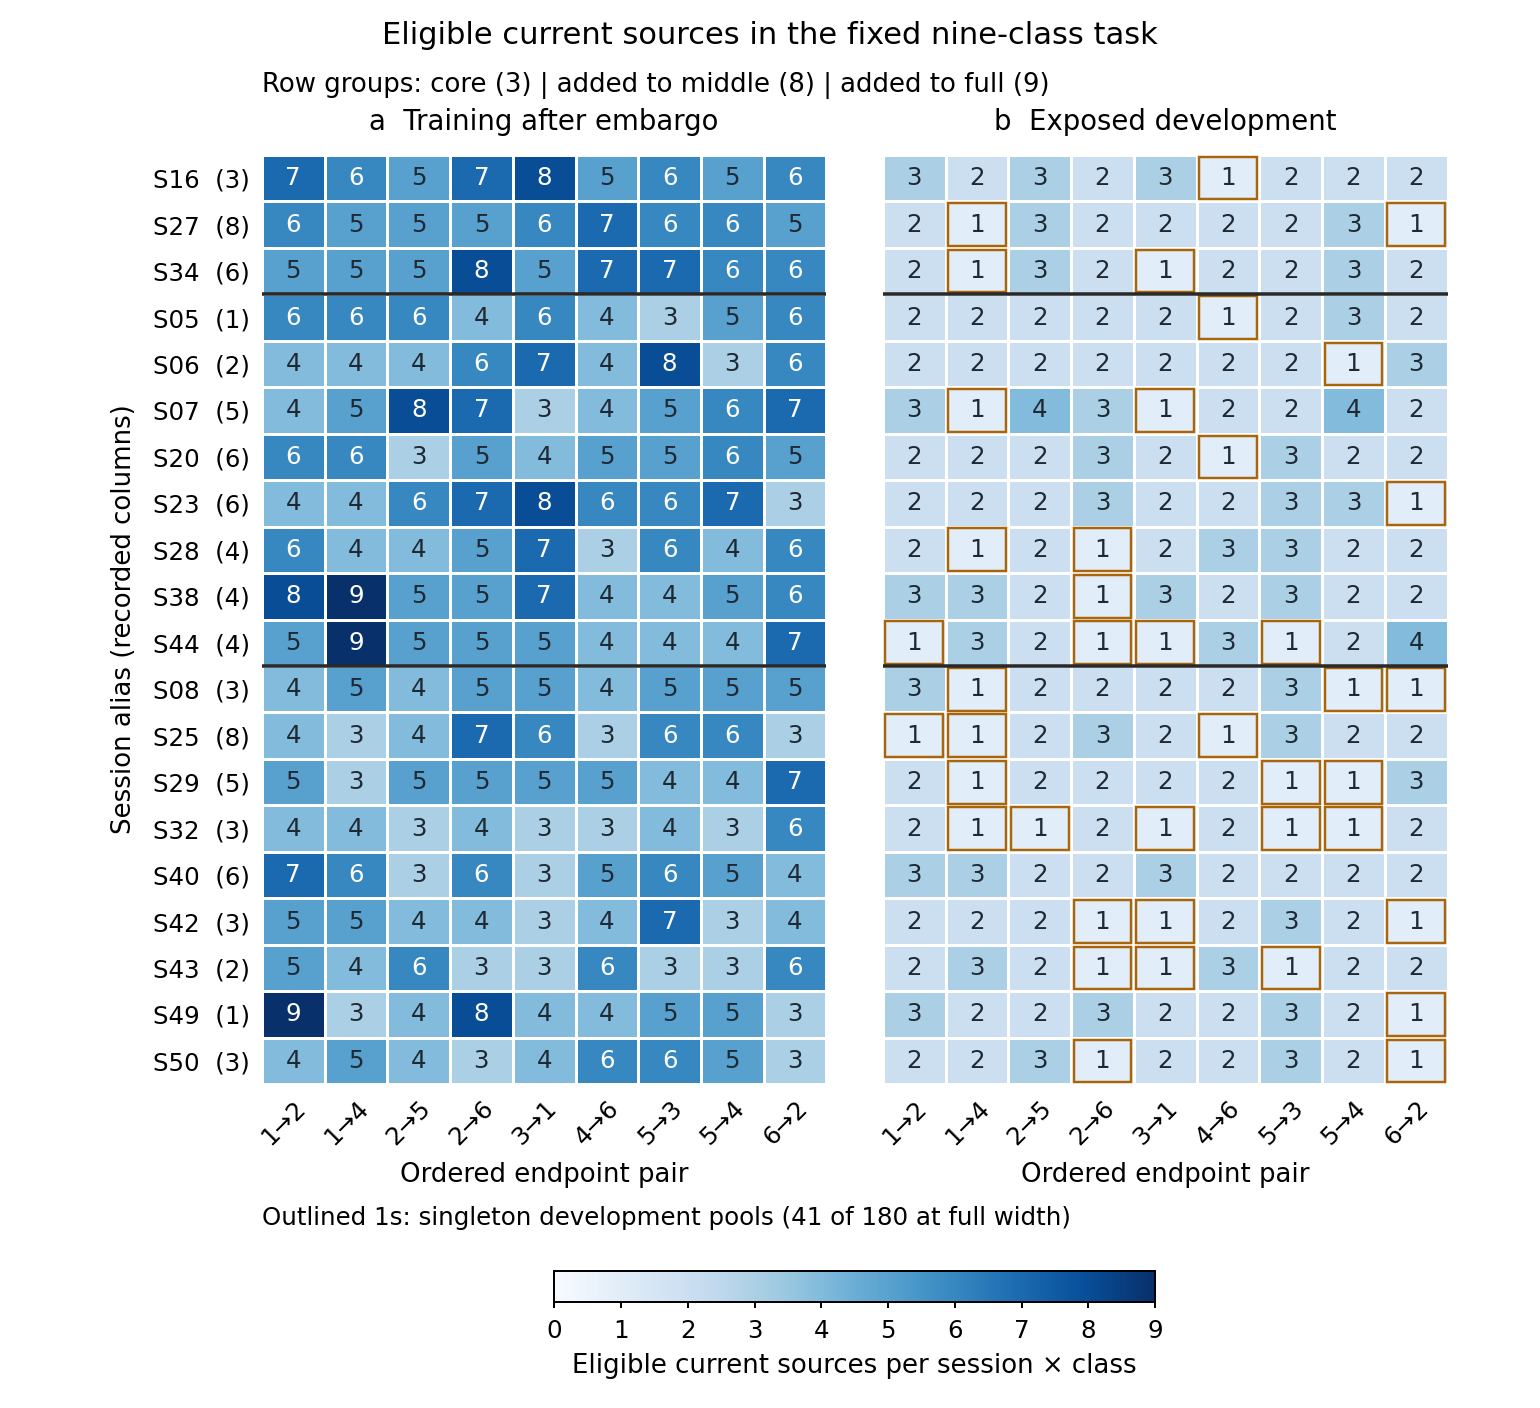 Eligible current sources in the fixed nine-class task
Row groups: core (3) | added to middle (8) | added to full (9)
a Training after embargo
b Exposed development
Session alias (recorded columns)
S16 (3) 7 6 5 7 8 5 6 5 6 3 2 3 2 3 1 2 2 2
S27 (8) 6 5 5 5 6 7 6 6 5 2 1 3 2 2 2 2 3 1
S34 (6) 5 5 5 8 5 7 7 6 6 2 1 3 2 1 2 2 3 2
S05 (1) 6 6 6 4 6 4 3 5 6 2 2 2 2 2 1 2 3 2
S06 (2) 4 4 4 6 7 4 8 3 6 2 2 2 2 2 2 2 1 3
S07 (5) 4 5 8 7 3 4 5 6 7 3 1 4 3 1 2 2 4 2
S20 (6) 6 6 3 5 4 5 5 6 5 2 2 2 3 2 1 3 2 2
S23 (6) 4 4 6 7 8 6 6 7 3 2 2 2 3 2 2 3 3 1
S28 (4) 6 4 4 5 7 3 6 4 6 2 1 2 1 2 3 3 2 2
S38 (4) 8 9 5 5 7 4 4 5 6 3 3 2 1 3 2 3 2 2
S44 (4) 5 9 5 5 5 4 4 4 7 1 3 2 1 1 3 1 2 4
S08 (3) 4 5 4 5 5 4 5 5 5 3 1 2 2 2 2 3 1 1
S25 (8) 4 3 4 7 6 3 6 6 3 1 1 2 3 2 1 3 2 2
S29 (5) 5 3 5 5 5 5 4 4 7 2 1 2 2 2 2 1 1 3
S32 (3) 4 4 3 4 3 3 4 3 6 2 1 1 2 1 2 1 1 2
S40 (6) 7 6 3 6 3 5 6 5 4 3 3 2 2 3 2 2 2 2
S42 (3) 5 5 4 4 3 4 7 3 4 2 2 2 1 1 2 3 2 1
S43 (2) 5 4 6 3 3 6 3 3 6 2 3 2 1 1 3 1 2 2
S49 (1) 9 3 4 8 4 4 5 5 3 3 2 2 3 2 2 3 2 1
S50 (3) 4 5 4 3 4 6 6 5 3 2 2 3 1 2 2 3 2 1
1→2 1→4 2→5 2→6 3→1 4→6 5→3 5→4 6→2 1→2 1→4 2→5 2→6 3→1 4→6 5→3 5→4 6→2
Ordered endpoint pair
Ordered endpoint pair
Outlined 1s: singleton development pools (41 of 180 at full width)
0 1 2 3 4 5 6 7 8 9
Eligible current sources per session × class